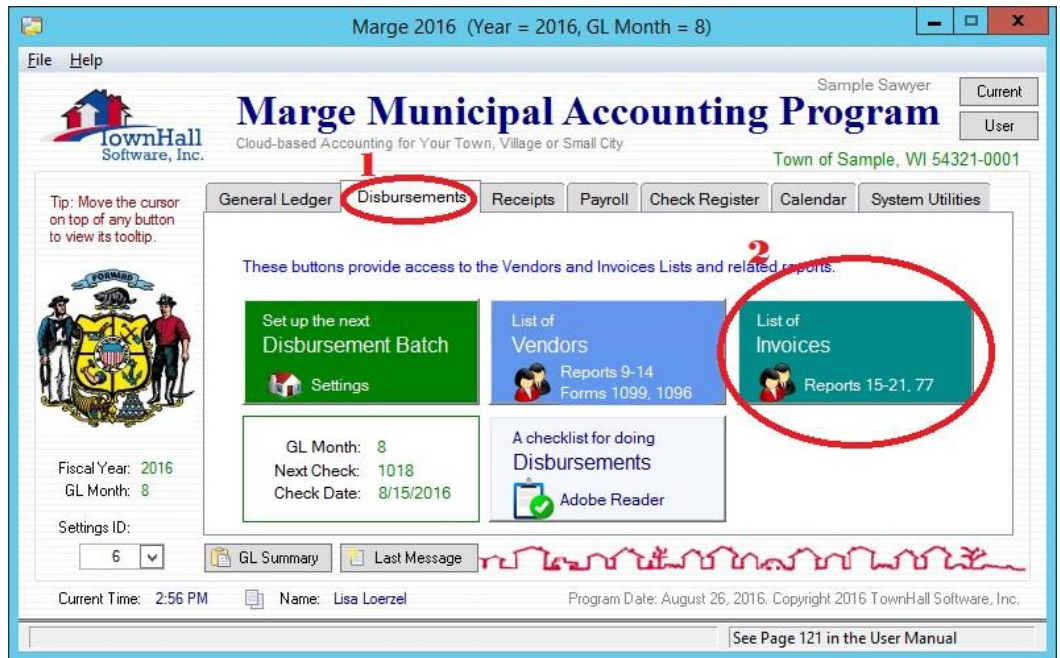 Marge 2016 (Year = 2016, GL Month = 8)
File Help
TownHall
Software, Inc.
Marge Municipal Accounting Program
Cloud-based Accounting for Your Town, Village or Small City
Sample Sawyer
Current
User
Town of Sample, WI 54321-0001
1
Tip: Move the cursor
on top of any button
to view its tooltip.
General Ledger Disbursements Receipts Payroll Check Register Calendar System Utilities
2
These buttons provide access to the Vendors and Invoices Lists and related reports.
FORWARD
Set up the next
Disbursement Batch
Settings
List of
Vendors
Reports 9-14
Forms 1099, 1096
List of
Invoices
Reports 15-21, 77
GL Month: 8
Next Check: 1018
Check Date: 8/15/2016
A checklist for doing
Disbursements
Adobe Reader
Fiscal Year: 2016
GL Month: 8
Settings ID:
6
GL Summary Last Message
Current Time: 2:56 PM Name: Lisa Loerzel Program Date: August 26, 2016. Copyright 2016 TownHall Software, Inc.
See Page 121 in the User Manual